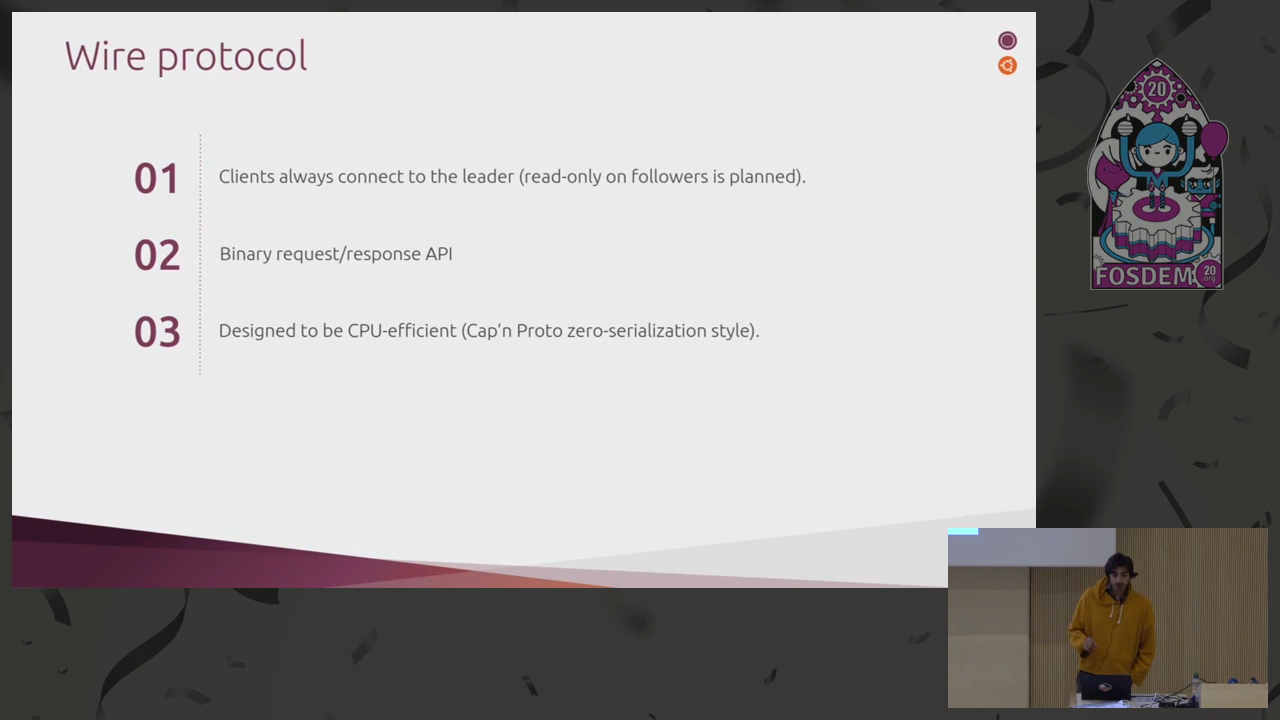 Wire protocol
01 Clients always connect to the leader (read-only on followers is planned).
02 Binary request/response API
03 Designed to be CPU-efficient (Cap'n Proto zero-serialization style).
20
FOSDEM
20
org